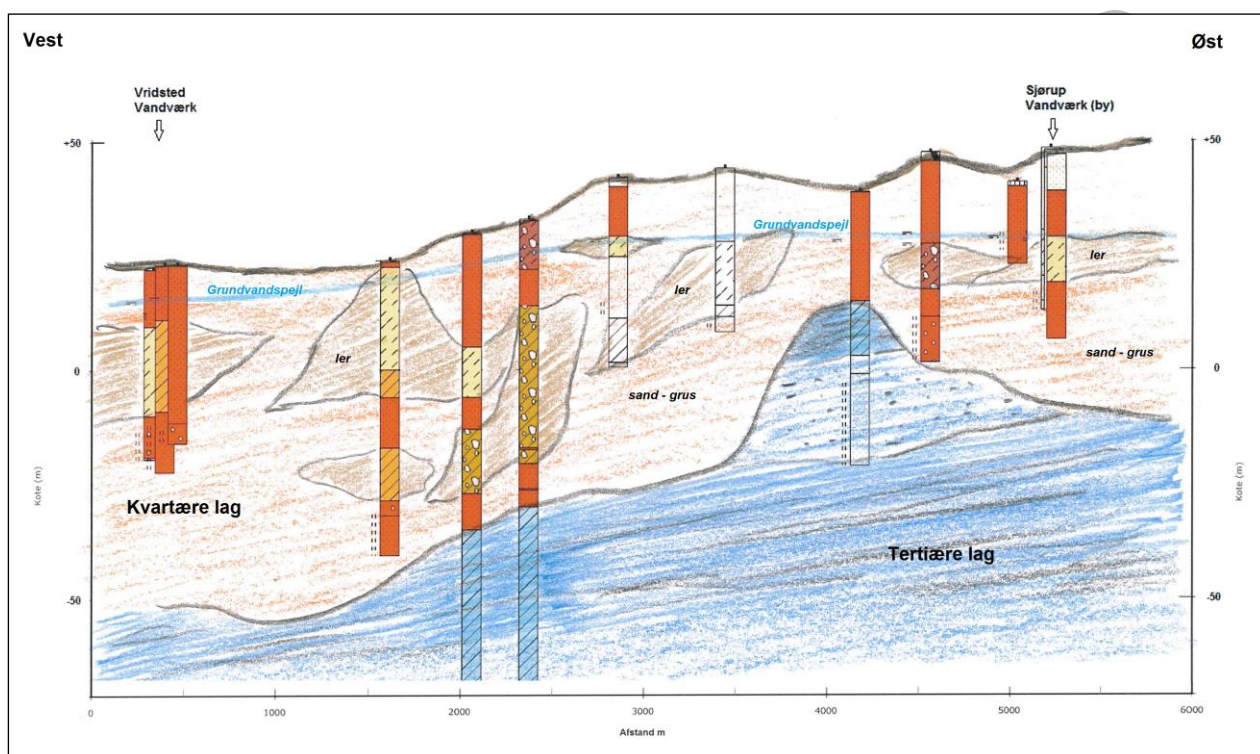 Vest
Øst
Vridsted
Vandværk
Sjørup
Vandværk (by)
+50
+50
Grundvandspejl
Grundvandspejl
ler
ler
ler
0
0
sand - grus
sand - grus
Kote (m)
Kote (m)
Kvartære lag
Tertiære lag
-50
-50
0
1000
2000
3000
4000
5000
6000
Afstand m